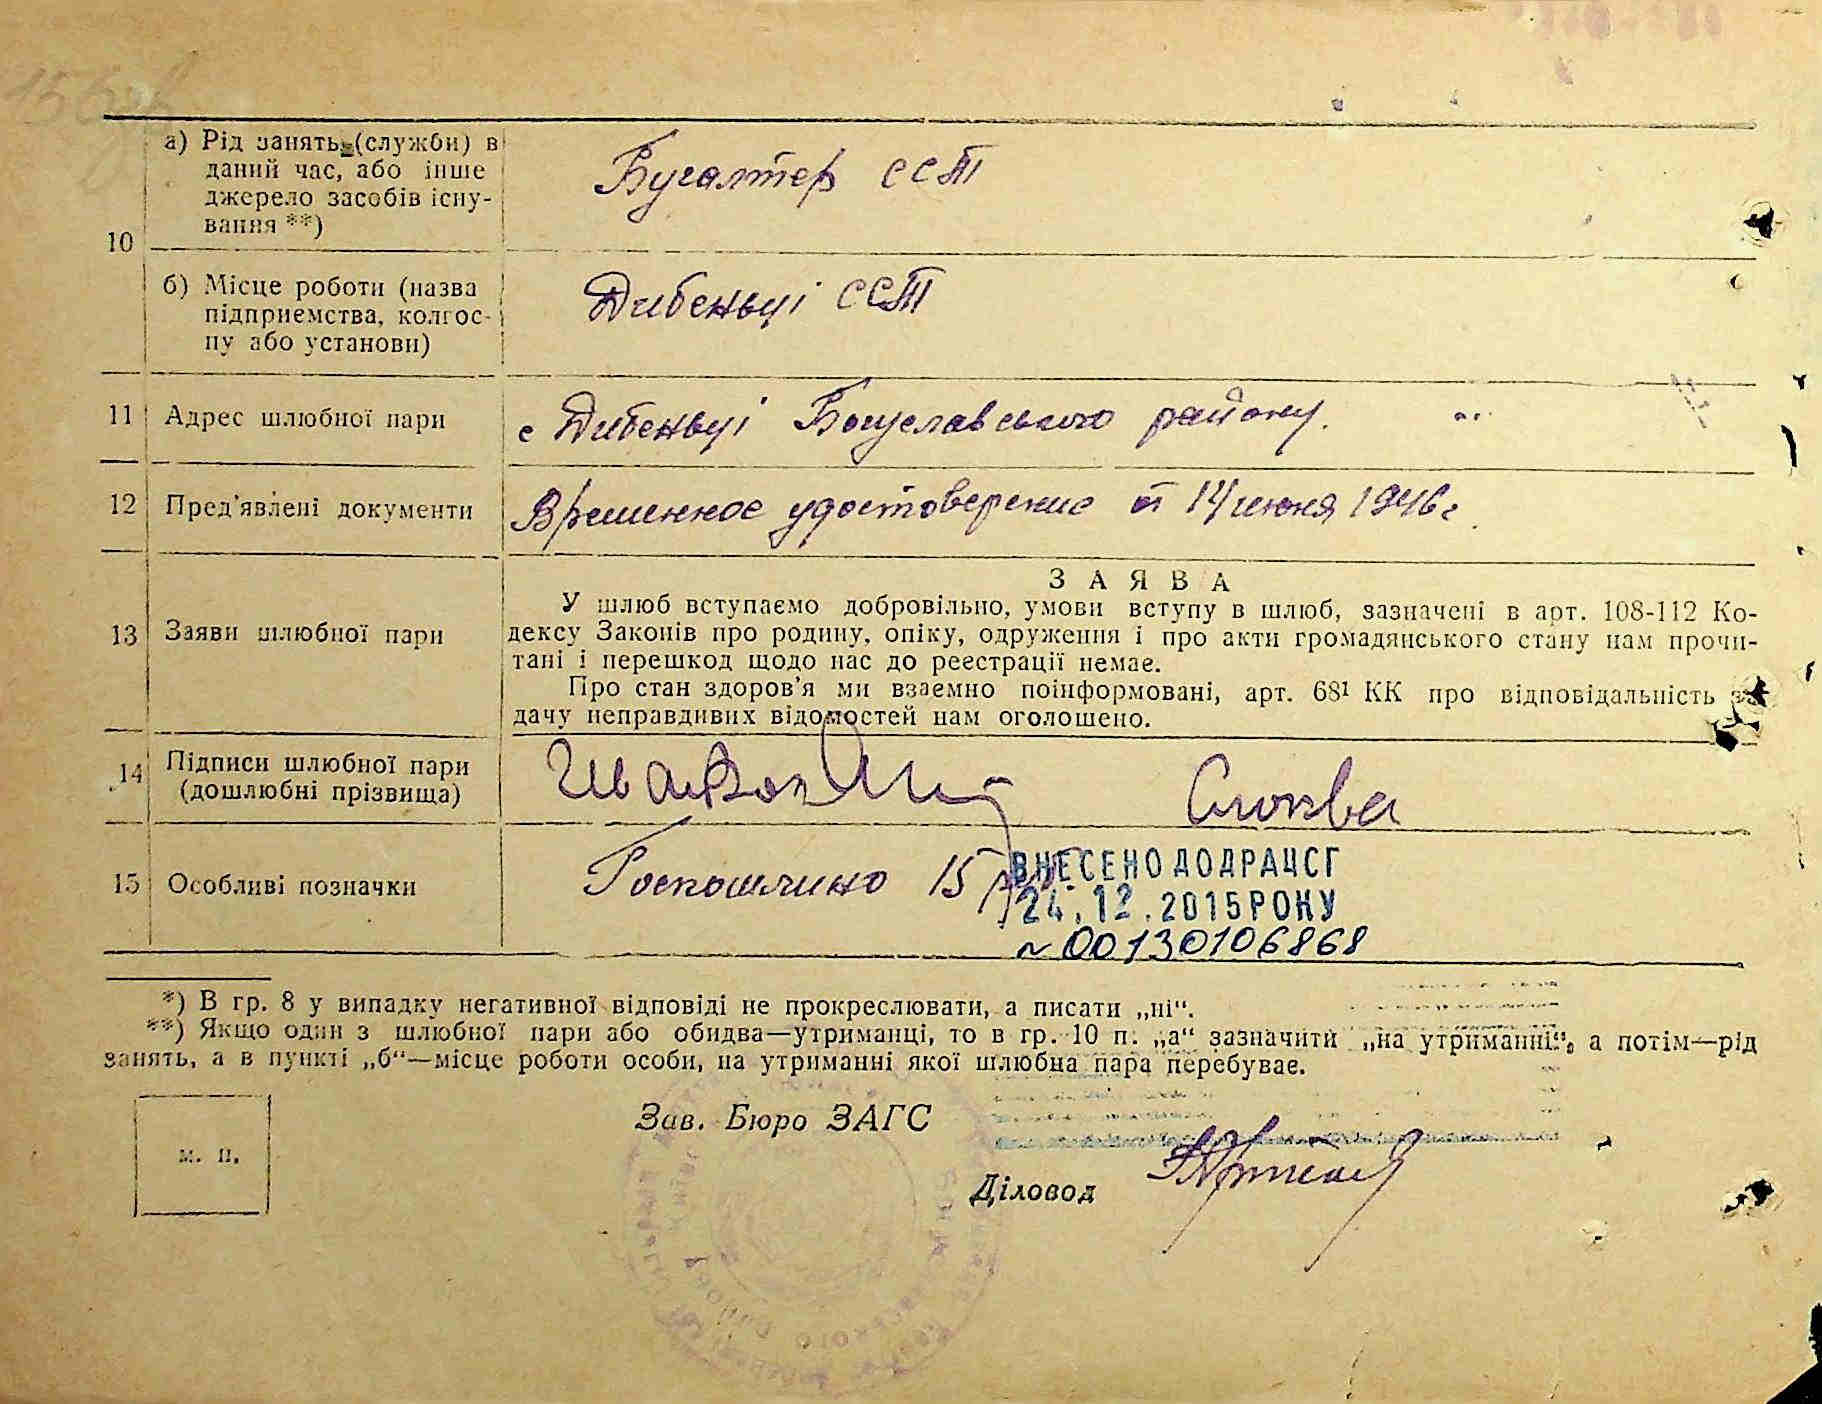 а) Рід занять (служби) в
даний час, або інше
джерело засобів існу-
вання **)
Бугалтер ССТ
10
б) Місце роботи (назва
підприємства, колгос-
пу або установи)
Дибеньці ССТ
11 Адрес шлюбної пари
с Дибеньці Богуславського району.
12 Пред'явлені документи
Временное удостоверение от 14 июня 1946 г.
ЗАЯВА
У шлюб вступаємо добровільно, умови вступу в шлюб, зазначені в арт. 108-112 Ко-
13 Заяви шлюбної пари
дексу Законів про родину, опіку, одруження і про акти громадянського стану нам прочи-
тані і перешкод щодо нас до реєстрації немає.
Про стан здоров'я ми взаємно поінформовані, арт. 68¹ КК про відповідальність за
дачу неправдивих відомостей нам оголошено.
14 Підписи шлюбної пари
(дошлюбні прізвища)
15 Особливі позначки
Госпошлино 15
ВНЕСЕНО ДО ДРАЦСГ
24.12.2015 РОКУ
№ 00130106868
*) В гр. 8 у випадку негативної відповіді не прокреслювати, а писати „ні“.
**) Якщо один з шлюбної пари або обидва—утриманці, то в гр. 10 п. „а“ зазначити „на утриманні“, а потім—рід
занять, а в пункті „б“—місце роботи особи, на утриманні якої шлюбна пара перебуває.
Зав. Бюро ЗАГС
м. п.
Діловод